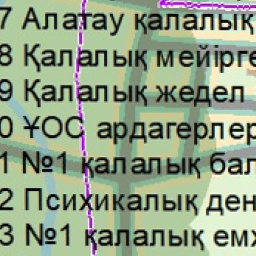 7 Алатау қалалық
8 Қалалық мейірге
9 Қалалық жедел
0 ҰОС ардагерлер
1 №1 қалалық бал
2 Психикалық ден
3 №1 қалалық емх